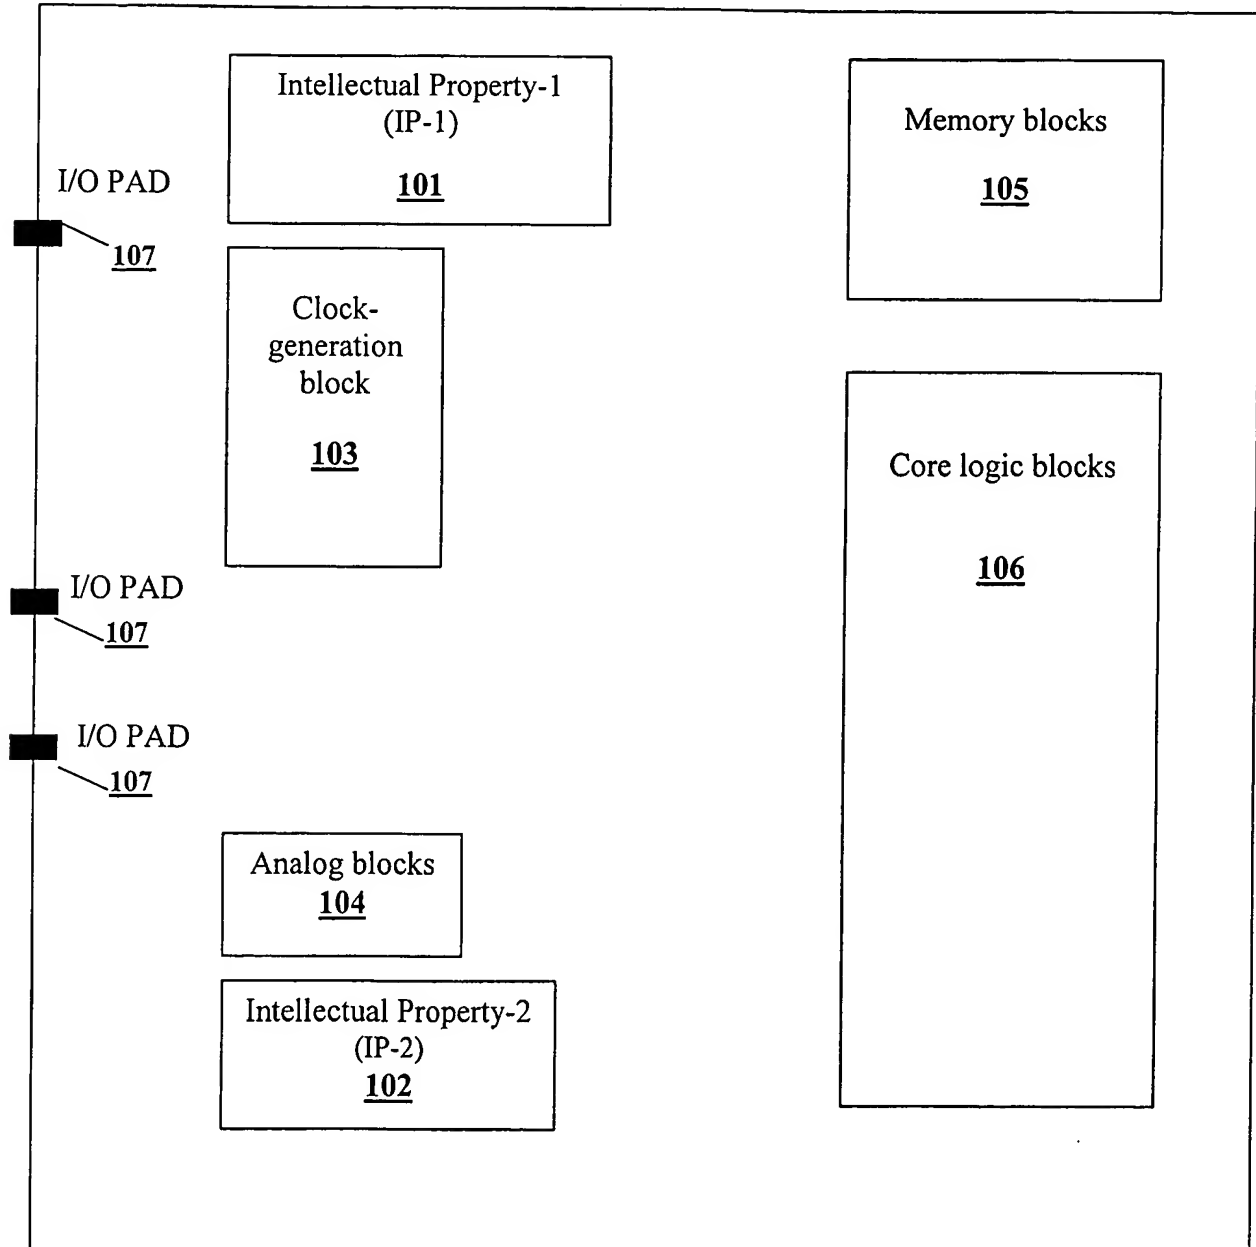 Intellectual Property-1
(IP-1)
101
Memory blocks
105
I/O PAD
107
Clock-
generation
block
103
Core logic blocks
106
I/O PAD
107
I/O PAD
107
Analog blocks
104
Intellectual Property-2
(IP-2)
102